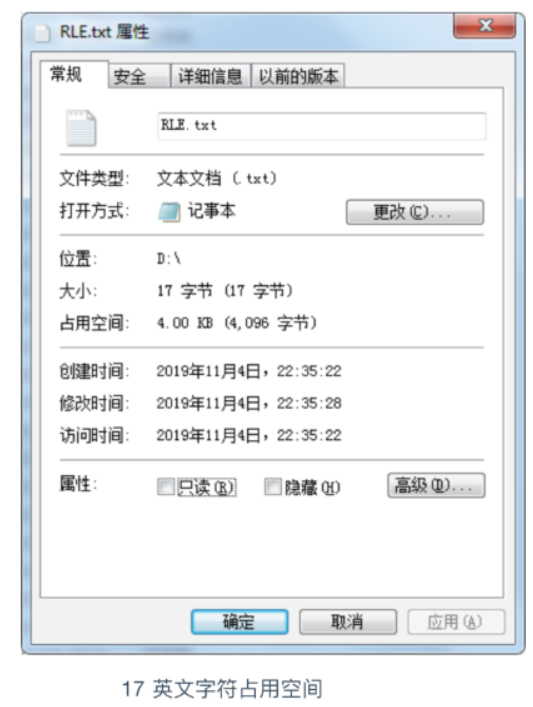 RLE.txt 属性
常规 安全 详细信息 以前的版本
RLE.txt
文件类型: 文本文档 (.txt)
打开方式: 记事本 更改(C)...
位置: D:\
大小: 17 字节 (17 字节)
占用空间: 4.00 KB (4,096 字节)
创建时间: 2019年11月4日，22:35:22
修改时间: 2019年11月4日，22:35:28
访问时间: 2019年11月4日，22:35:22
属性: 只读(R) 隐藏(H) 高级(D)...
确定 取消 应用(A)
17 英文字符占用空间